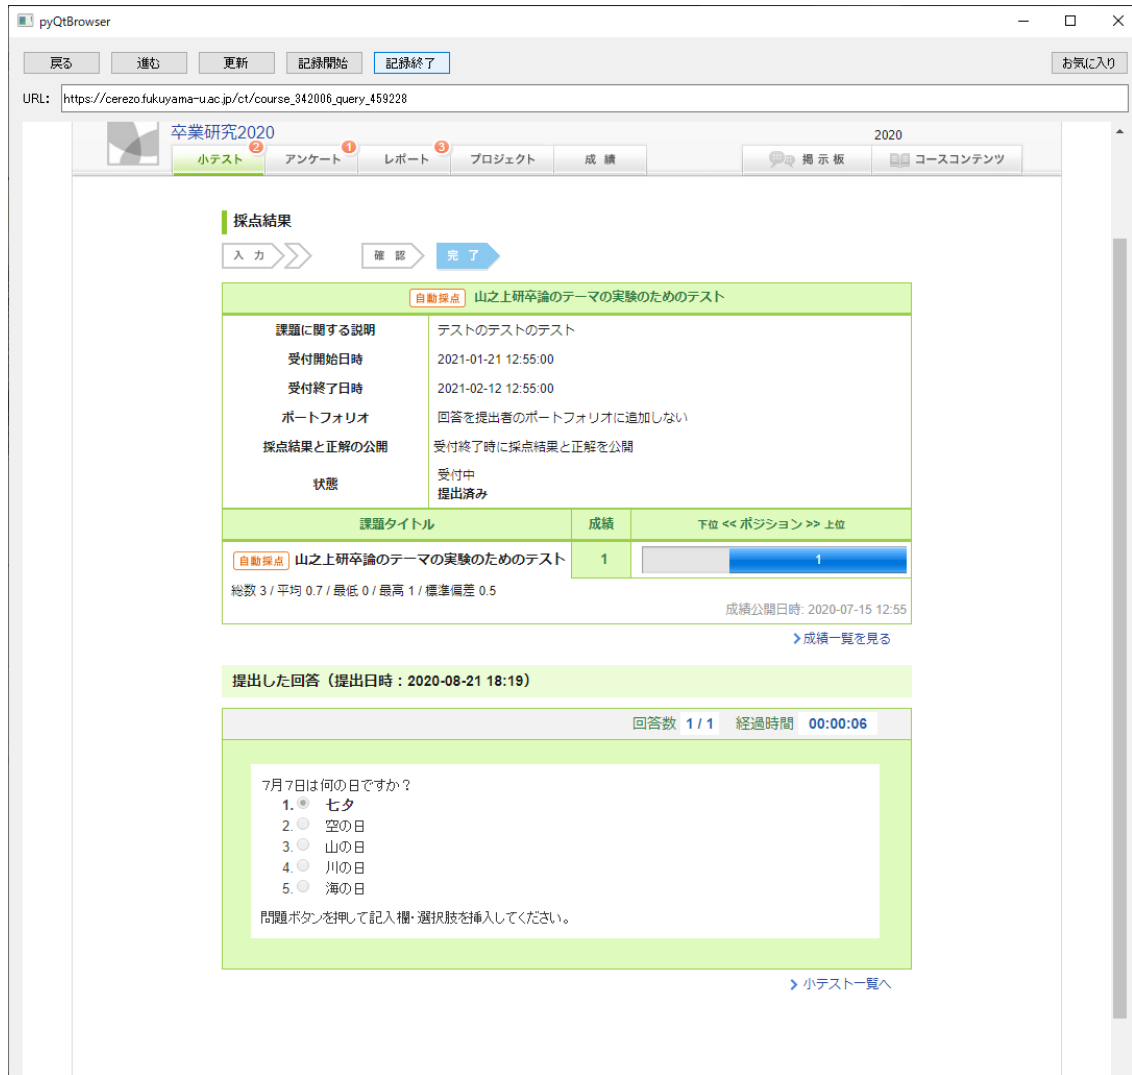 pyQtBrowser
戻る 進む 更新 記録開始 記録終了 お気に入り
URL: https://cerezo.fukuyama-u.ac.jp/ct/course_342006_query_459228
卒業研究2020 2020
小テスト 2 アンケート 1 レポート 3 プロジェクト 成績 掲示板 コースコンテンツ
採点結果
入力 確認 完了
自動採点 山之上研卒論のテーマの実験のためのテスト
課題に関する説明 テストのテストのテスト
受付開始日時 2021-01-21 12:55:00
受付終了日時 2021-02-12 12:55:00
ポートフォリオ 回答を提出者のポートフォリオに追加しない
採点結果と正解の公開 受付終了時に採点結果と正解を公開
状態 受付中
提出済み
課題タイトル 成績 下位 << ポジション >> 上位
自動採点 山之上研卒論のテーマの実験のためのテスト 1 1
総数 3 / 平均 0.7 / 最低 0 / 最高 1 / 標準偏差 0.5
成績公開日時: 2020-07-15 12:55
成績一覧を見る
提出した回答（提出日時：2020-08-21 18:19）
回答数 1 / 1 経過時間 00:00:06
7月7日は何の日ですか？
1. 七夕
2. 空の日
3. 山の日
4. 川の日
5. 海の日
問題ボタンを押して記入欄・選択肢を挿入してください。
小テスト一覧へ